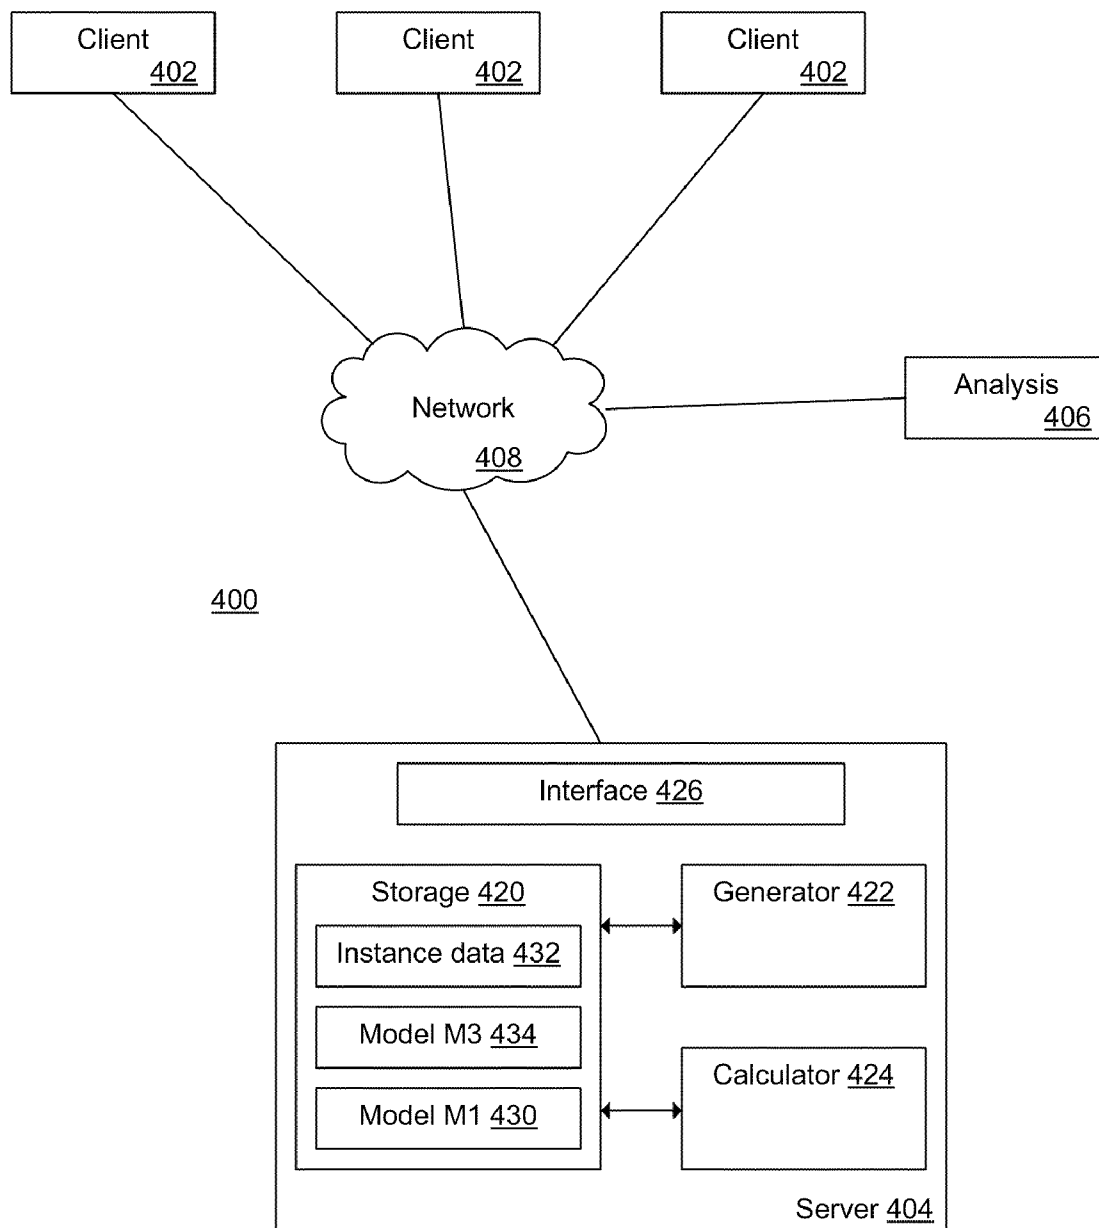 Client
402
Client
402
Client
402
Network
408
Analysis
406
400
Interface 426
Storage 420
Instance data 432
Model M3 434
Model M1 430
Generator 422
Calculator 424
Server 404